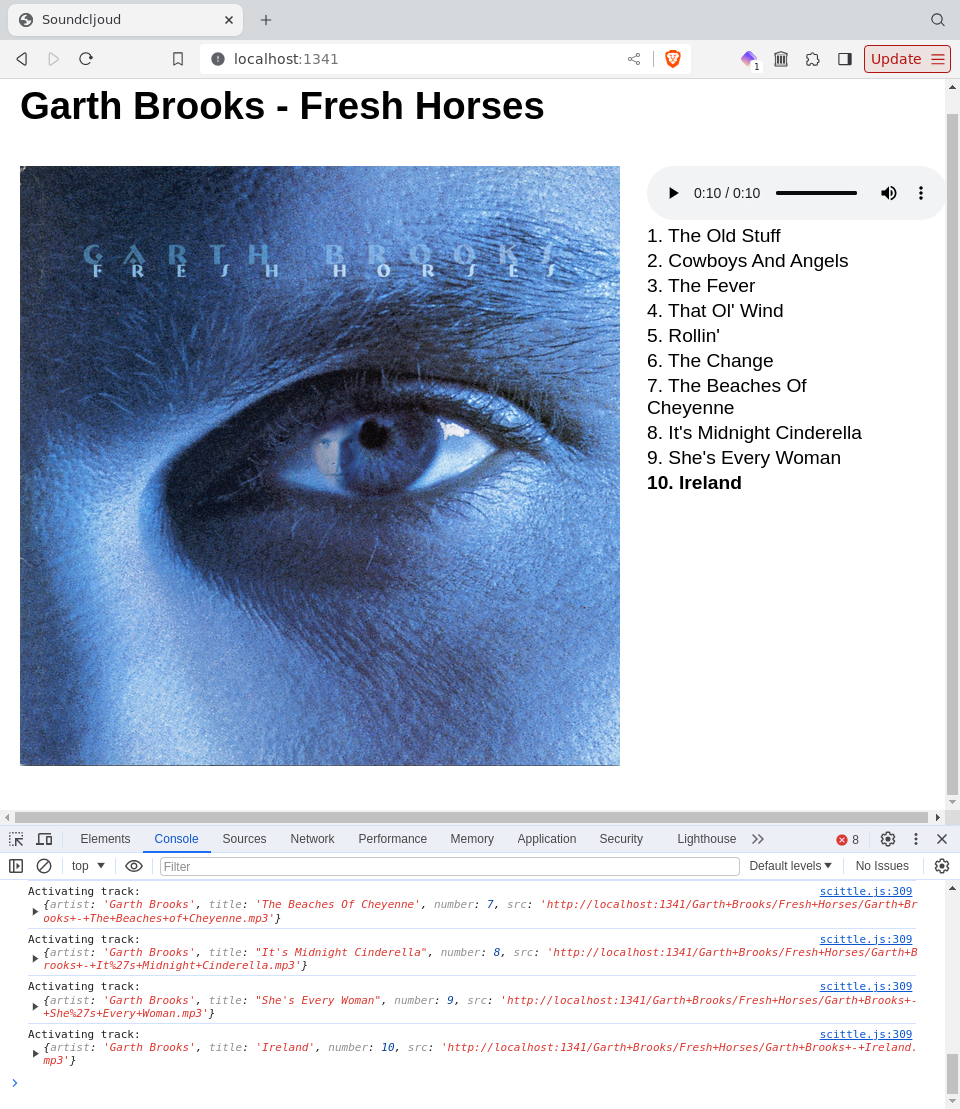 Soundcljoud
localhost:1341
1
Update
Garth Brooks - Fresh Horses
GARTH BROOKS
FRESH HORSES
0:10 / 0:10
1. The Old Stuff
2. Cowboys And Angels
3. The Fever
4. That Ol' Wind
5. Rollin'
6. The Change
7. The Beaches Of
Cheyenne
8. It's Midnight Cinderella
9. She's Every Woman
10. Ireland
Elements Console Sources Network Performance Memory Application Security Lighthouse 8
top Filter Default levels No Issues
Activating track: scittle.js:309
{artist: 'Garth Brooks', title: 'The Beaches Of Cheyenne', number: 7, src: 'http://localhost:1341/Garth+Brooks/Fresh+Horses/Garth+Br
ooks+-+The+Beaches+of+Cheyenne.mp3'}
Activating track: scittle.js:309
{artist: 'Garth Brooks', title: "It's Midnight Cinderella", number: 8, src: 'http://localhost:1341/Garth+Brooks/Fresh+Horses/Garth+B
rooks+-+It%27s+Midnight+Cinderella.mp3'}
Activating track: scittle.js:309
{artist: 'Garth Brooks', title: "She's Every Woman", number: 9, src: 'http://localhost:1341/Garth+Brooks/Fresh+Horses/Garth+Brooks+-
+She%27s+Every+Woman.mp3'}
Activating track: scittle.js:309
{artist: 'Garth Brooks', title: 'Ireland', number: 10, src: 'http://localhost:1341/Garth+Brooks/Fresh+Horses/Garth+Brooks+-+Ireland.
mp3'}